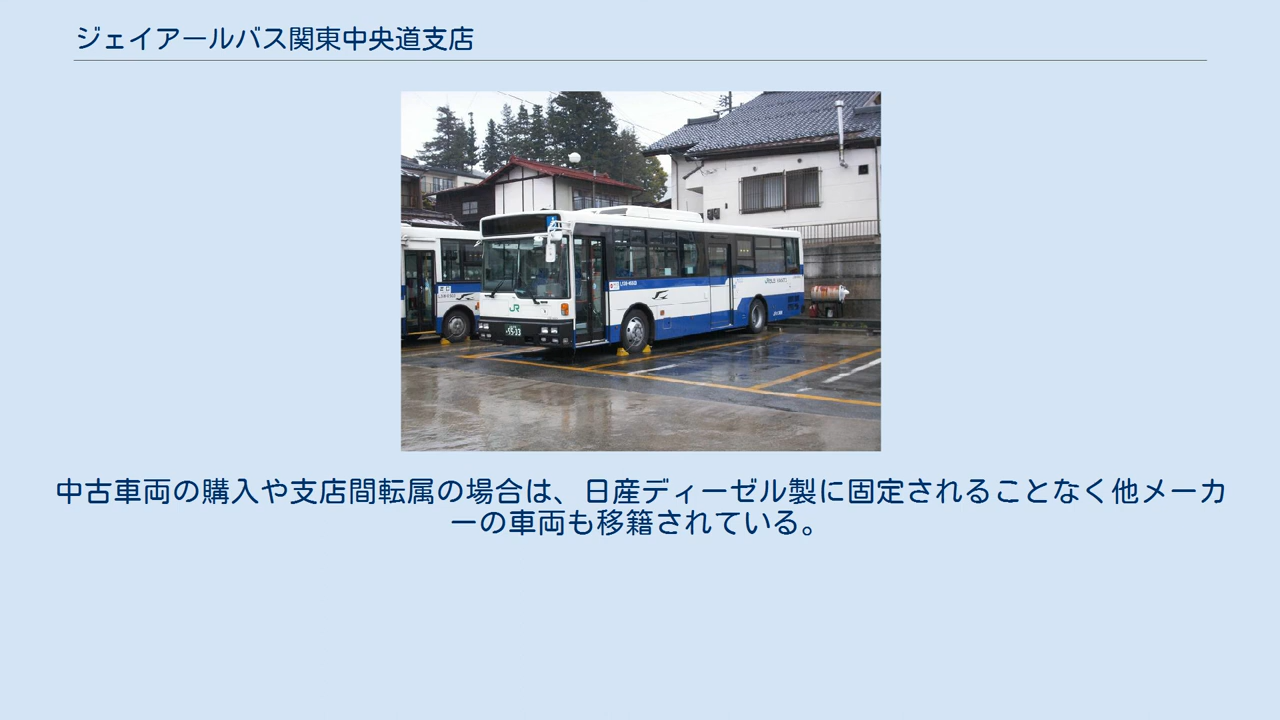 ジェイアールバス関東中央道支店
JR
55-33
中古車両の購入や支店間転属の場合は、日産ディーゼル製に固定されることなく他メーカ
ーの車両も移籍されている。